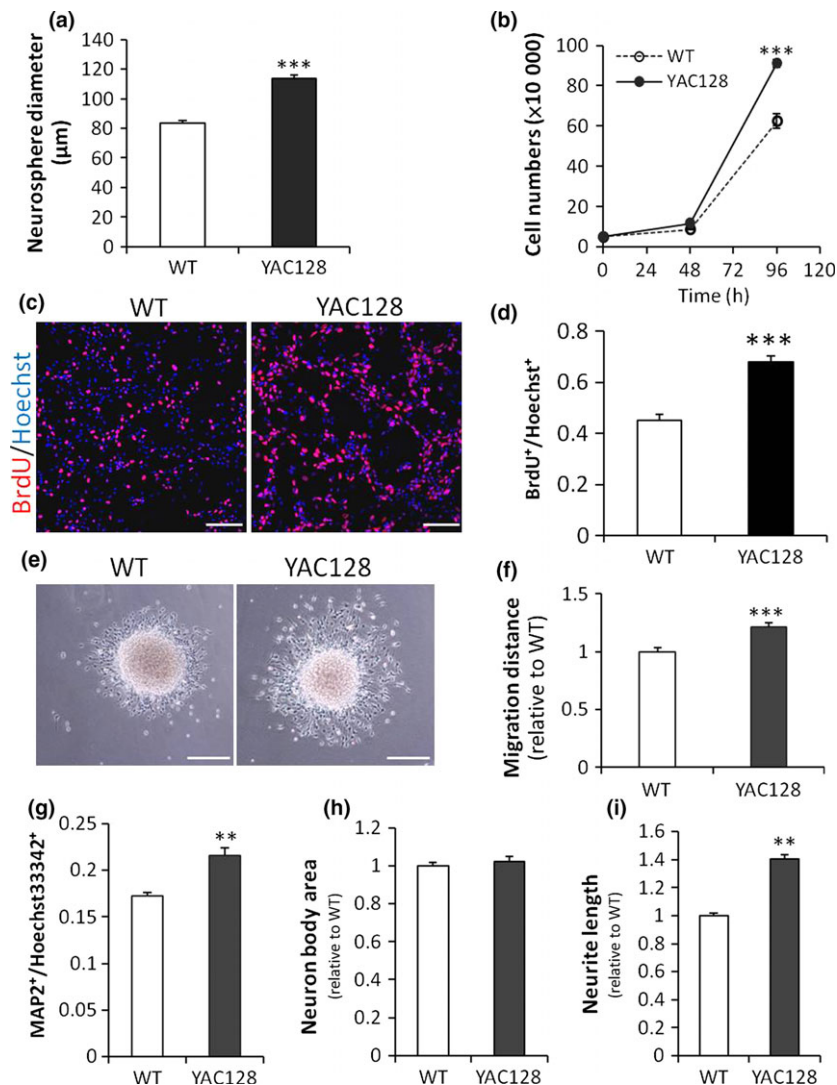 (a)
Neurosphere diameter
(μm)
140
120
100
80
60
40
20
0
***
WT
YAC128
(b)
Cell numbers (x10 000)
100
80
60
40
20
0
WT
YAC128
***
0 24 48 72 96 120
Time (h)
(c)
WT
YAC128
BrdU/Hoechst
(d)
BrdU⁺/Hoechst⁺
0.8
0.6
0.4
0.2
0
***
WT
YAC128
(e)
WT
YAC128
(f)
Migration distance
(relative to WT)
1.5
1
0.5
0
***
WT
YAC128
(g)
MAP2⁺/Hoechst33342⁺
0.25
0.2
0.15
0.1
0.05
0
**
WT
YAC128
(h)
Neuron body area
(relative to WT)
1.2
1
0.8
0.6
0.4
0.2
0
WT
YAC128
(i)
Neurite length
(relative to WT)
1.6
1.4
1.2
1
0.8
0.6
0.4
0.2
0
**
WT
YAC128